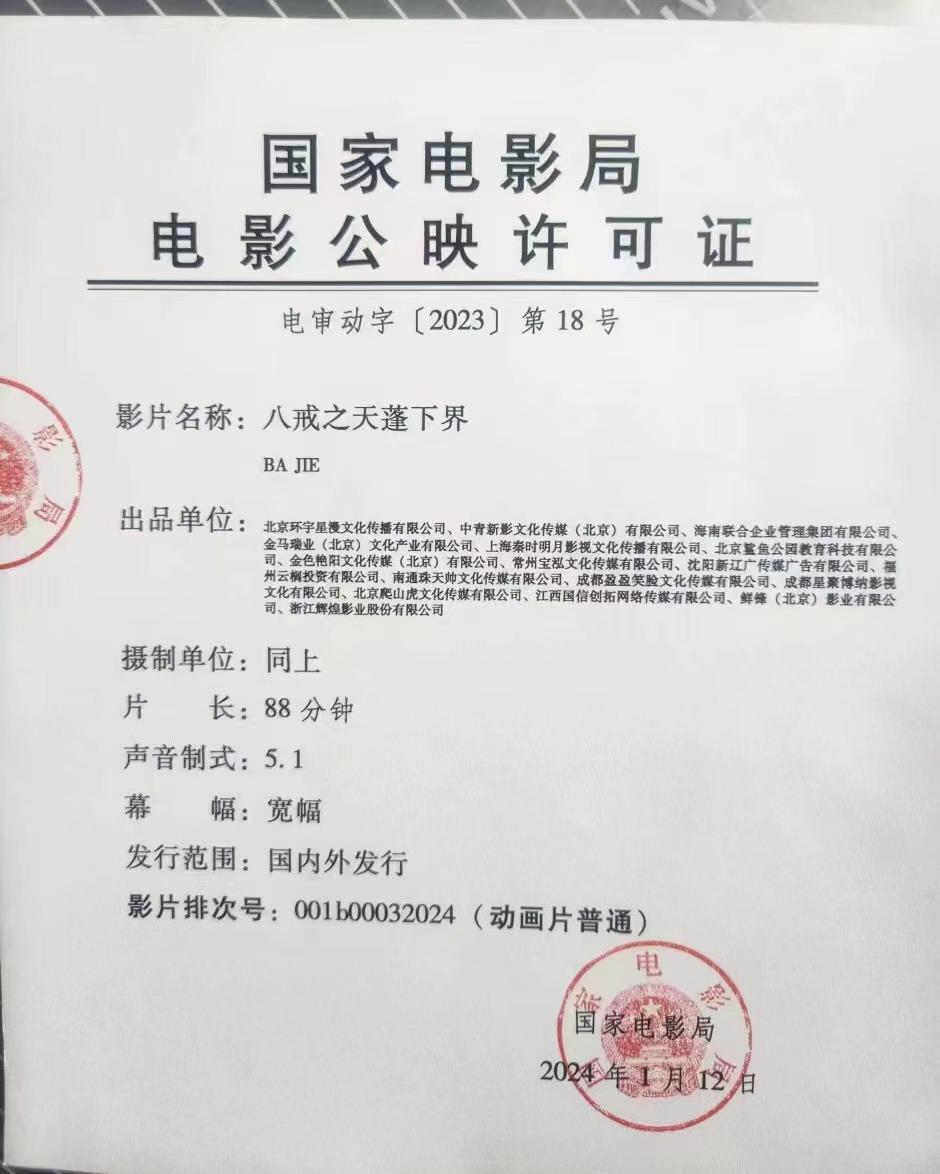 国家电影局
电影公映许可证
电审动字〔2023〕第18号
影片名称：八戒之天蓬下界
BA JIE
出品单位：北京环宇星漫文化传播有限公司、中青新影文化传媒（北京）有限公司、海南联合企业管理集团有限公司、
金马瑞业（北京）文化产业有限公司、上海秦时明月影视文化传播有限公司、北京鲨鱼公园教育科技有限公
司、金色艳阳文化传媒（北京）有限公司、常州宝泓文化传媒有限公司、沈阳新辽广传媒广告有限公司、福
州云榈投资有限公司、南通珠天帅文化传媒有限公司、成都盈盈笑脸文化传媒有限公司、成都星聚博纳影视
文化有限公司、北京爬山虎文化传媒有限公司、江西国信创拓网络传媒有限公司、鲜锋（北京）影业有限公
司、浙江辉煌影业股份有限公司
摄制单位：同上
片 长：88 分钟
声音制式：5.1
幕 幅：宽幅
发行范围：国内外发行
影片排次号：001b00032024（动画片普通）
影局
国家电影局
国家电影局
2024 年 1 月 12 日